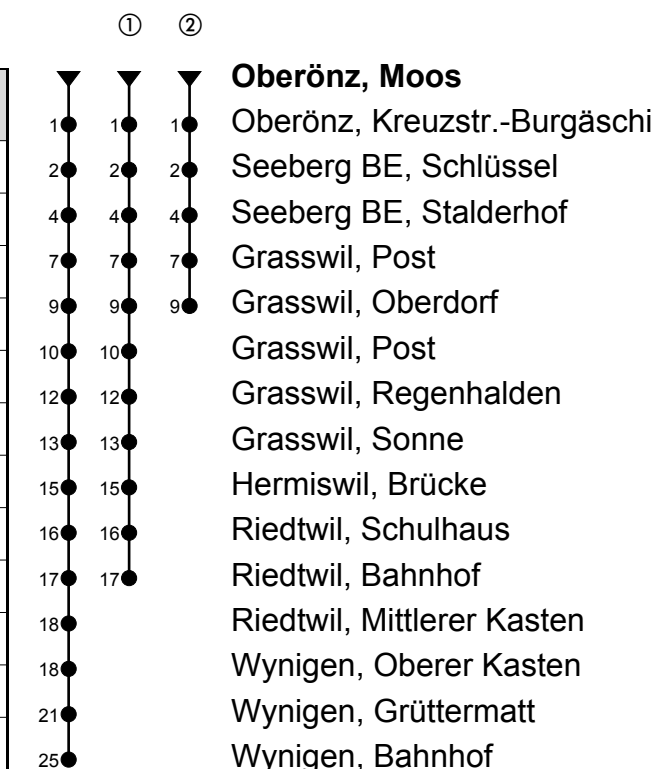 ① ②
Oberönz, Moos
1 1 1 Oberönz, Kreuzstr.-Burgäschi
2 2 2 Seeberg BE, Schlüssel
4 4 4 Seeberg BE, Stalderhof
7 7 7 Grasswil, Post
9 9 9 Grasswil, Oberdorf
10 10 Grasswil, Post
12 12 Grasswil, Regenhalden
13 13 Grasswil, Sonne
15 15 Hermiswil, Brücke
16 16 Riedtwil, Schulhaus
17 17 Riedtwil, Bahnhof
18 Riedtwil, Mittlerer Kasten
18 Wynigen, Oberer Kasten
21 Wynigen, Grüttermatt
25 Wynigen, Bahnhof